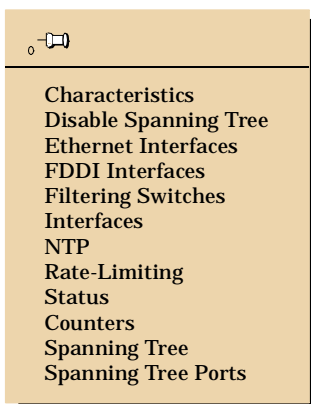 Characteristics
Disable Spanning Tree
Ethernet Interfaces
FDDI Interfaces
Filtering Switches
Interfaces
NTP
Rate-Limiting
Status
Counters
Spanning Tree
Spanning Tree Ports